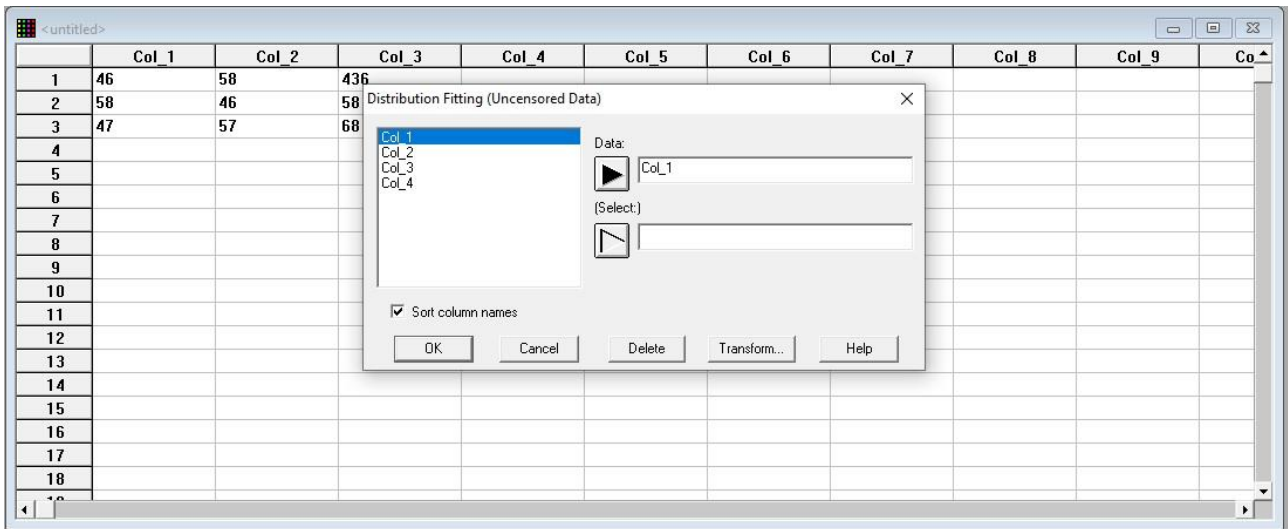 <untitled>
Col_1 Col_2 Col_3 Col_4 Col_5 Col_6 Col_7 Col_8 Col_9 Co
1 46 58 436
2 58 46 58
3 47 57 68
4
5
6
7
8
9
10
11
12
13
14
15
16
17
18
Distribution Fitting (Uncensored Data)
Col_1
Col_2
Col_3
Col_4
Data:
Col_1
(Select:)
Sort column names
OK Cancel Delete Transform... Help